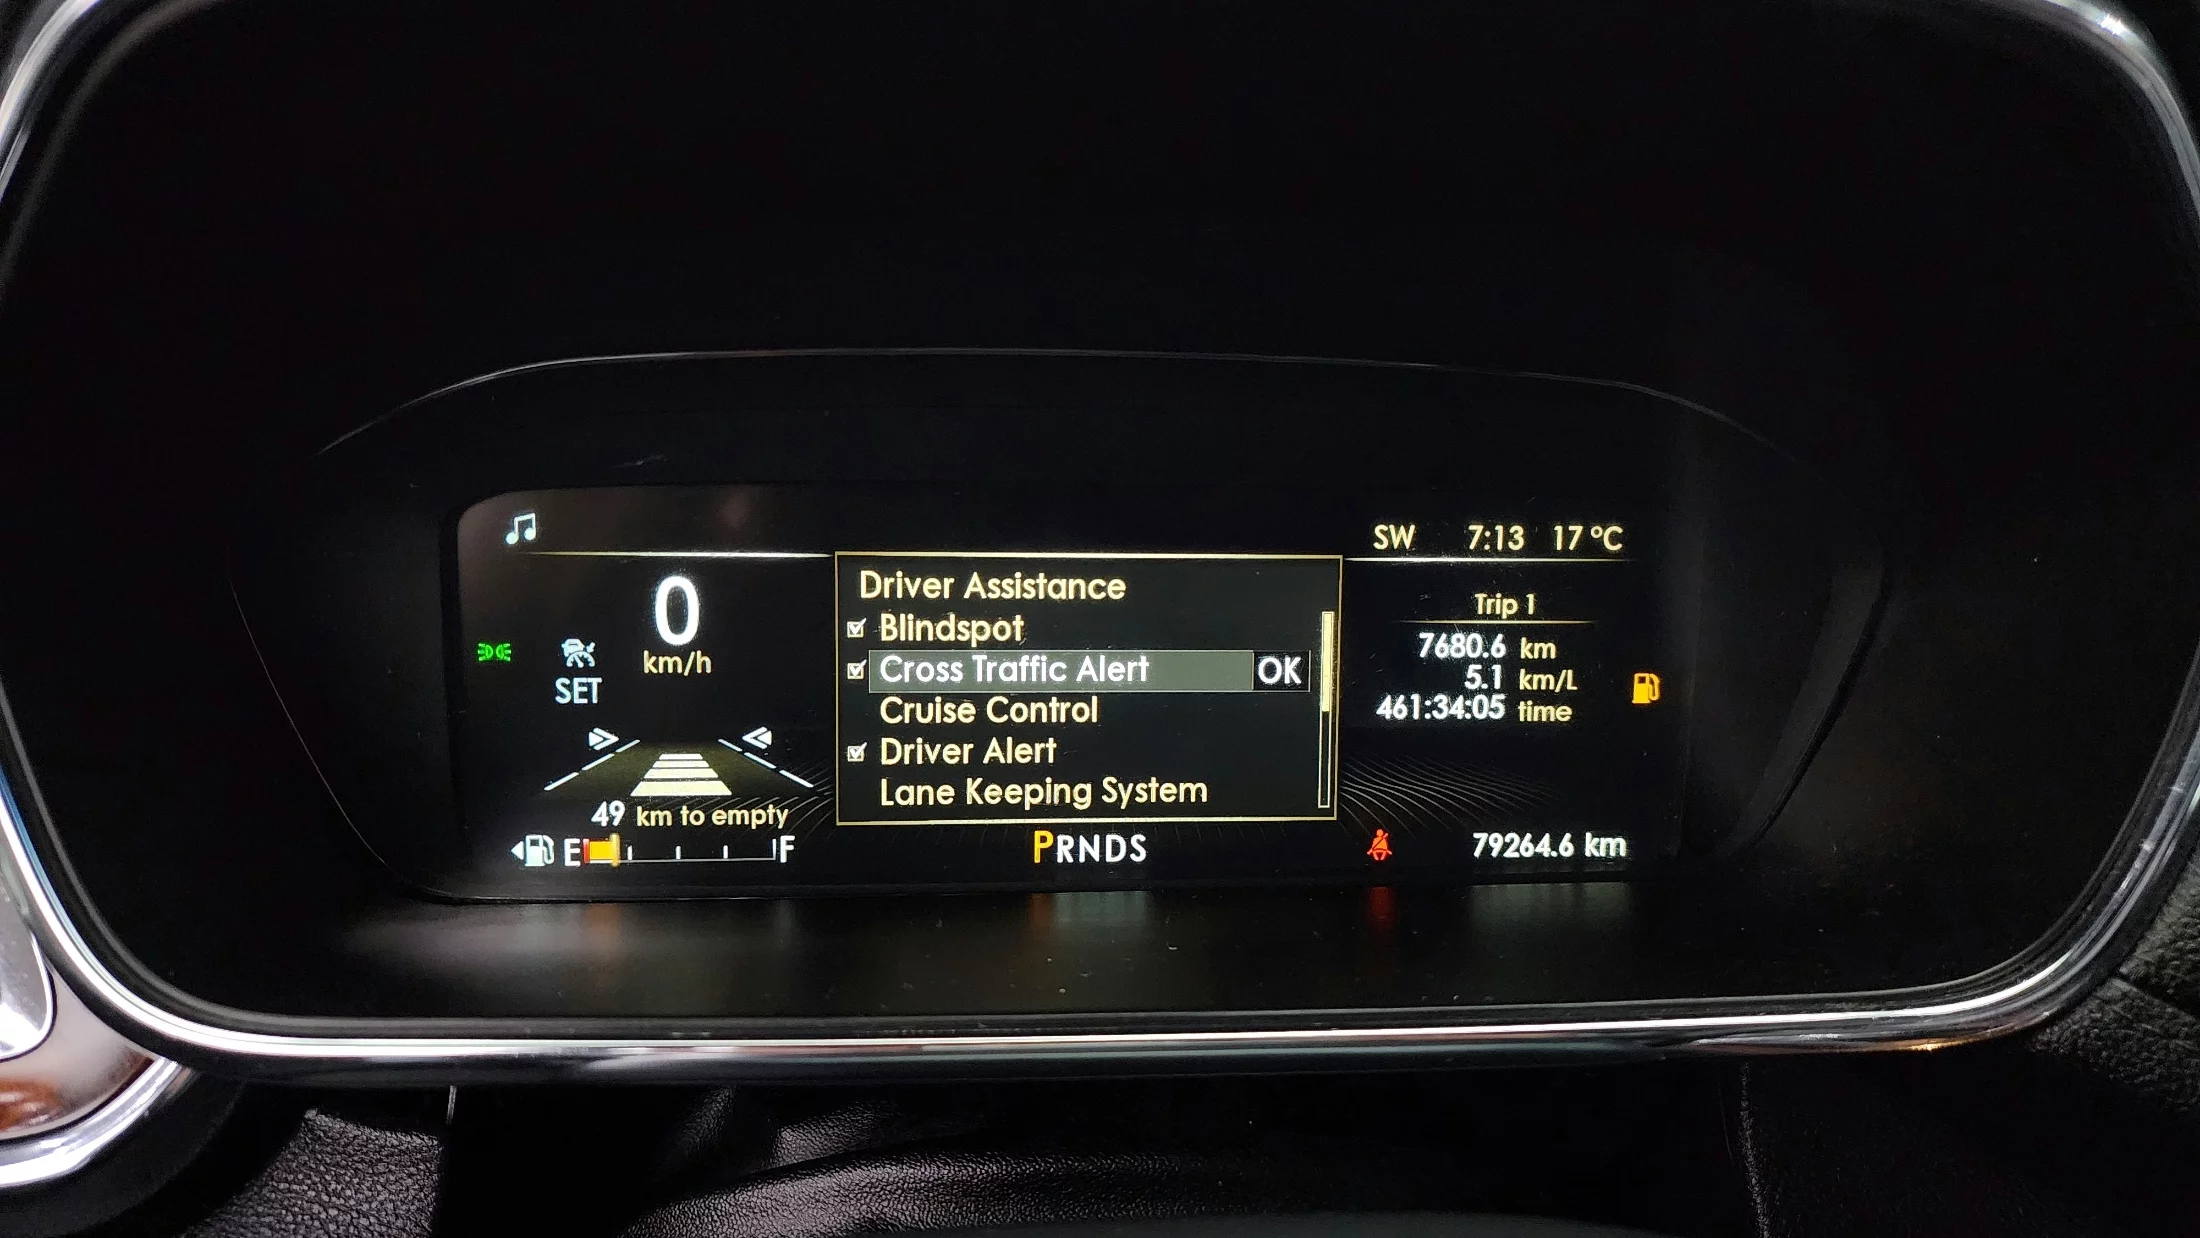 SW 7:13 17 °C
0
km/h
SET
49 km to empty
E F
Driver Assistance
Blindspot
Cross Traffic Alert OK
Cruise Control
Driver Alert
Lane Keeping System
Trip 1
7680.6 km
5.1 km/L
461:34:05 time
PRNDS
79264.6 km